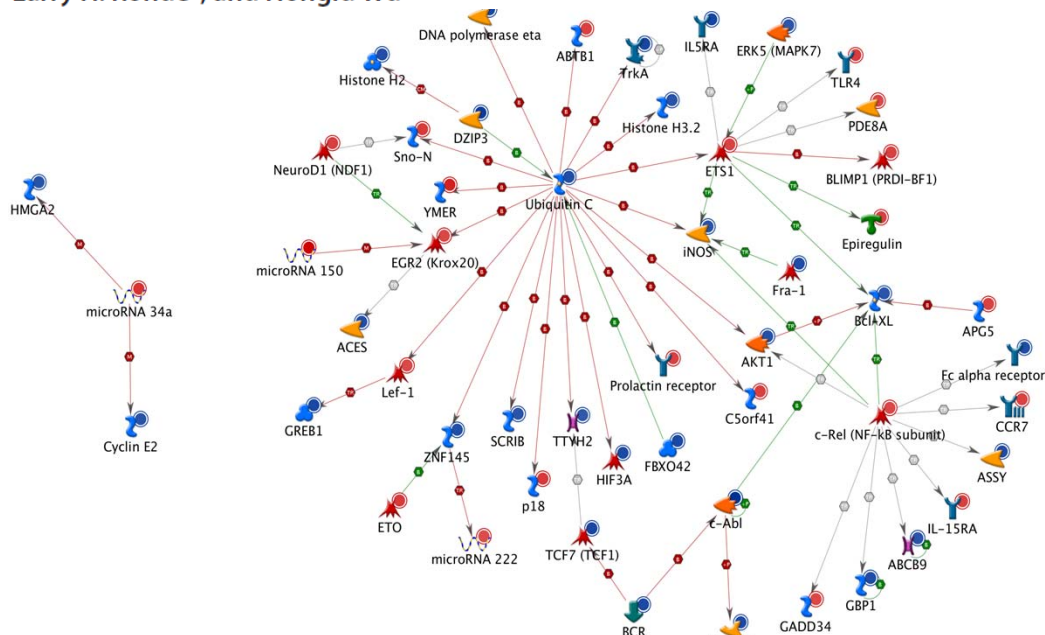 DNA polymerase eta
ABTB1
TrkA
IL5RA
ERK5 (MAPK7)
TLR4
Histone H2
DZIP3
Histone H3.2
PDE8A
NeuroD1 (NDF1)
Sno-N
ETS1
BLIMP1 (PRDI-BF1)
HMGA2
YMER
Ubiquitin C
Epiregulin
microRNA 150
EGR2 (Krox20)
iNOS
Fra-1
microRNA 34a
ACES
Bcl-XL
APG5
AKT1
Fc alpha receptor
Lef-1
Prolactin receptor
C5orf41
GREB1
c-Rel (NF-kB subunit)
CCR7
Cyclin E2
ZNF145
SCRIB
TTYH2
HIF3A
FBXO42
ASSY
p18
ETO
c-Abl
IL-15RA
microRNA 222
TCF7 (TCF1)
ABCB9
GBP1
GADD34
BCR